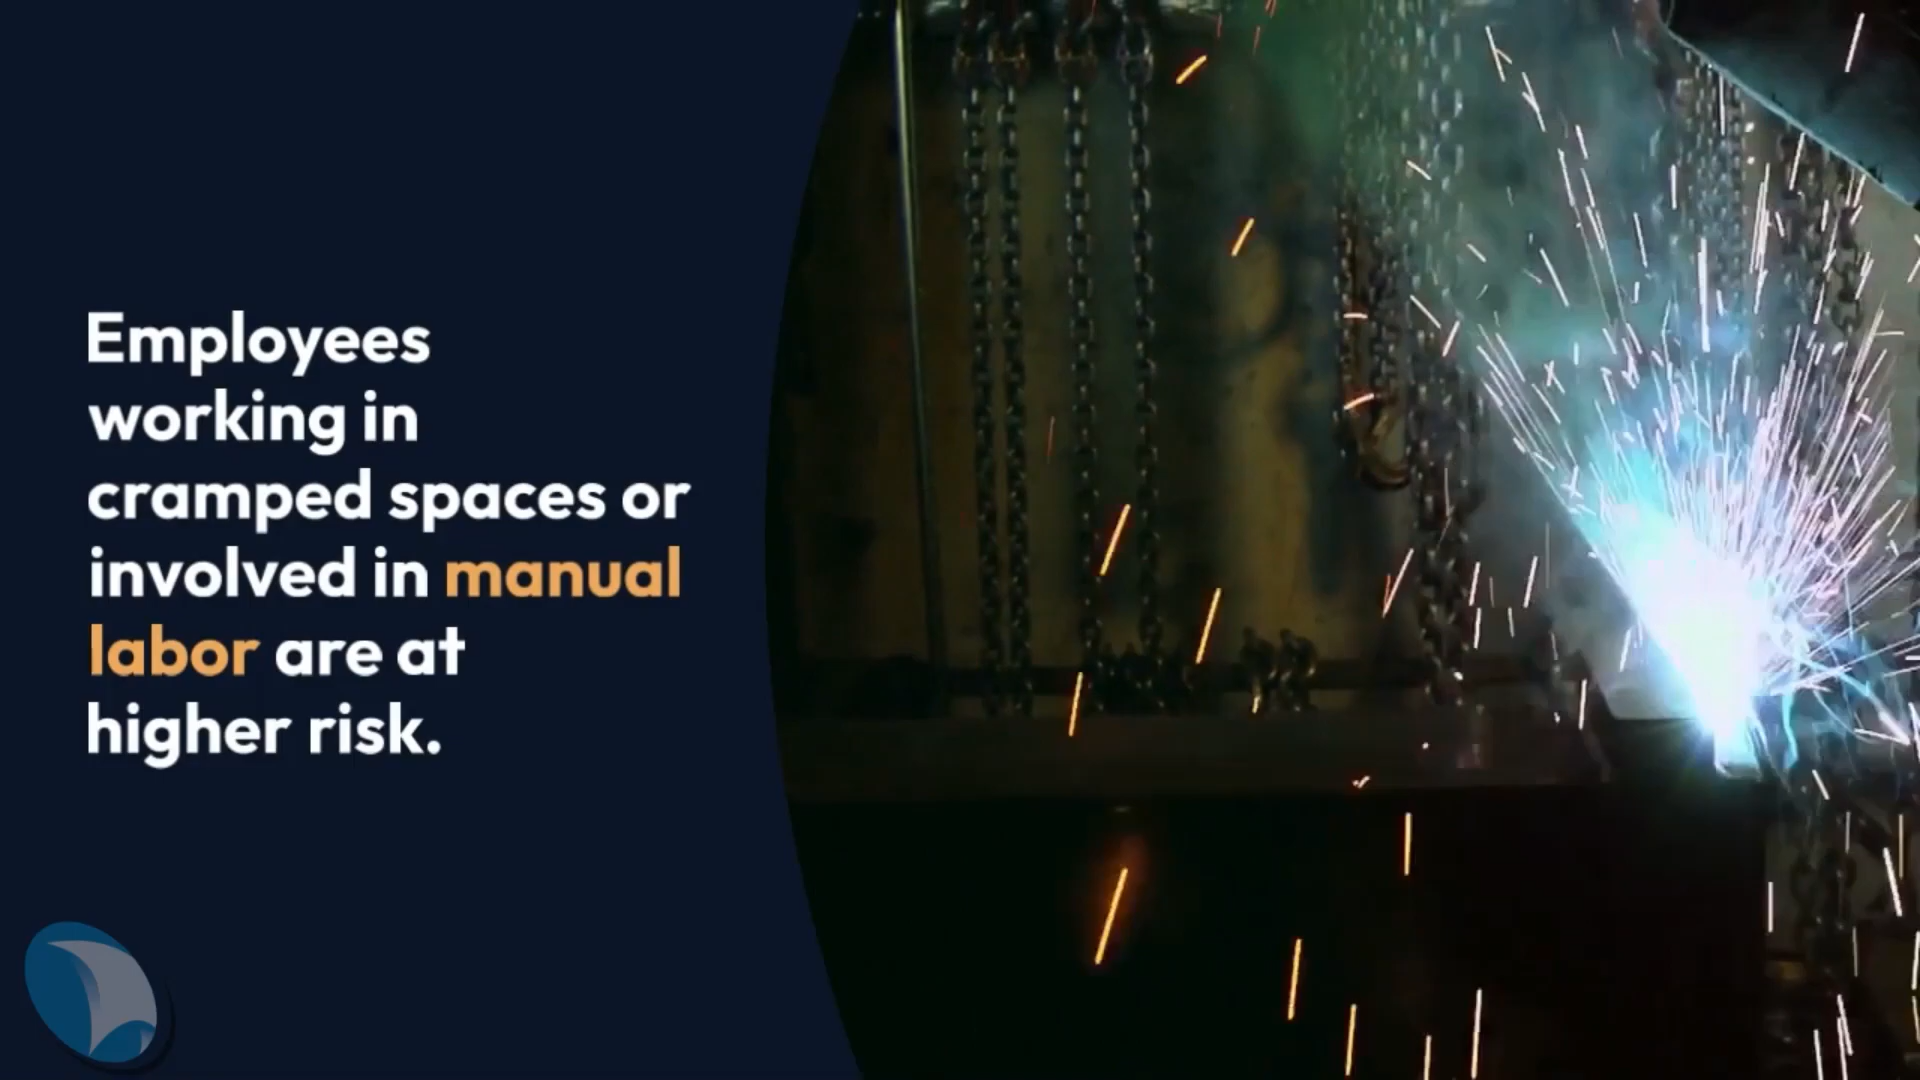 Employees
working in
cramped spaces or
involved in manual
labor are at
higher risk.